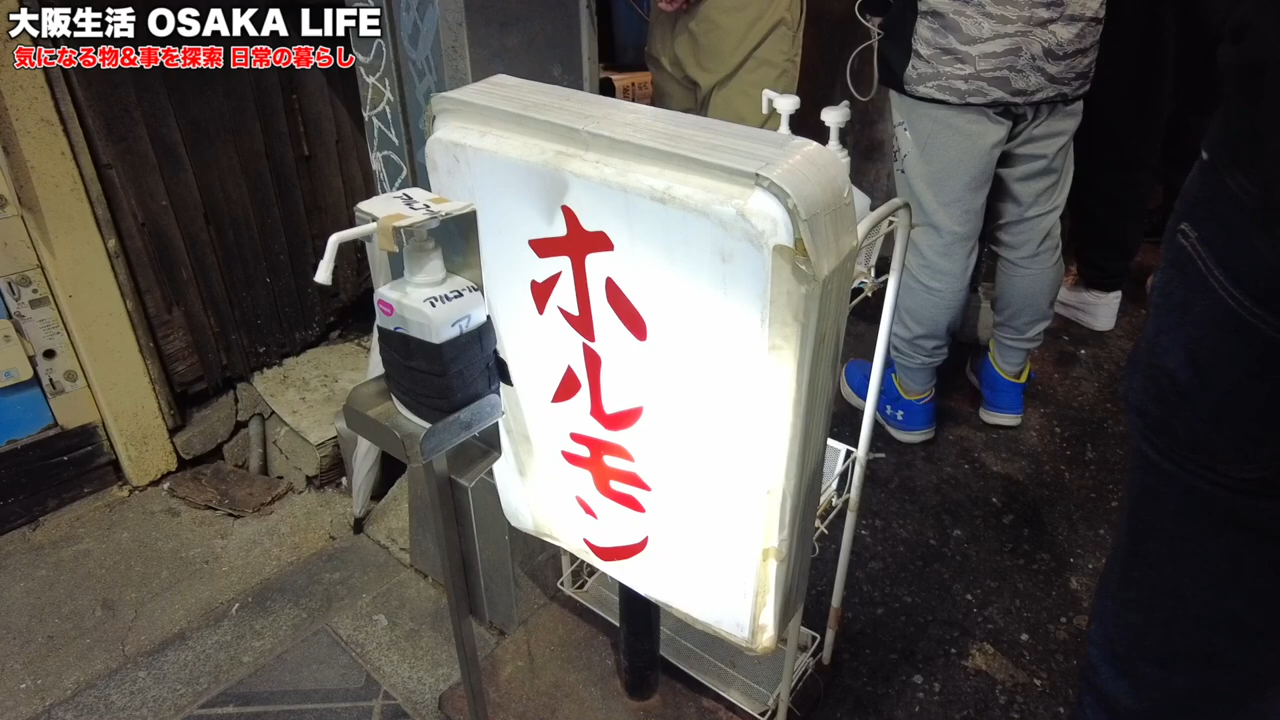 大阪生活 OSAKA LIFE
気になる物&事を探索 日常の暮らし
アルコール
アルコール
ア
ホルモン